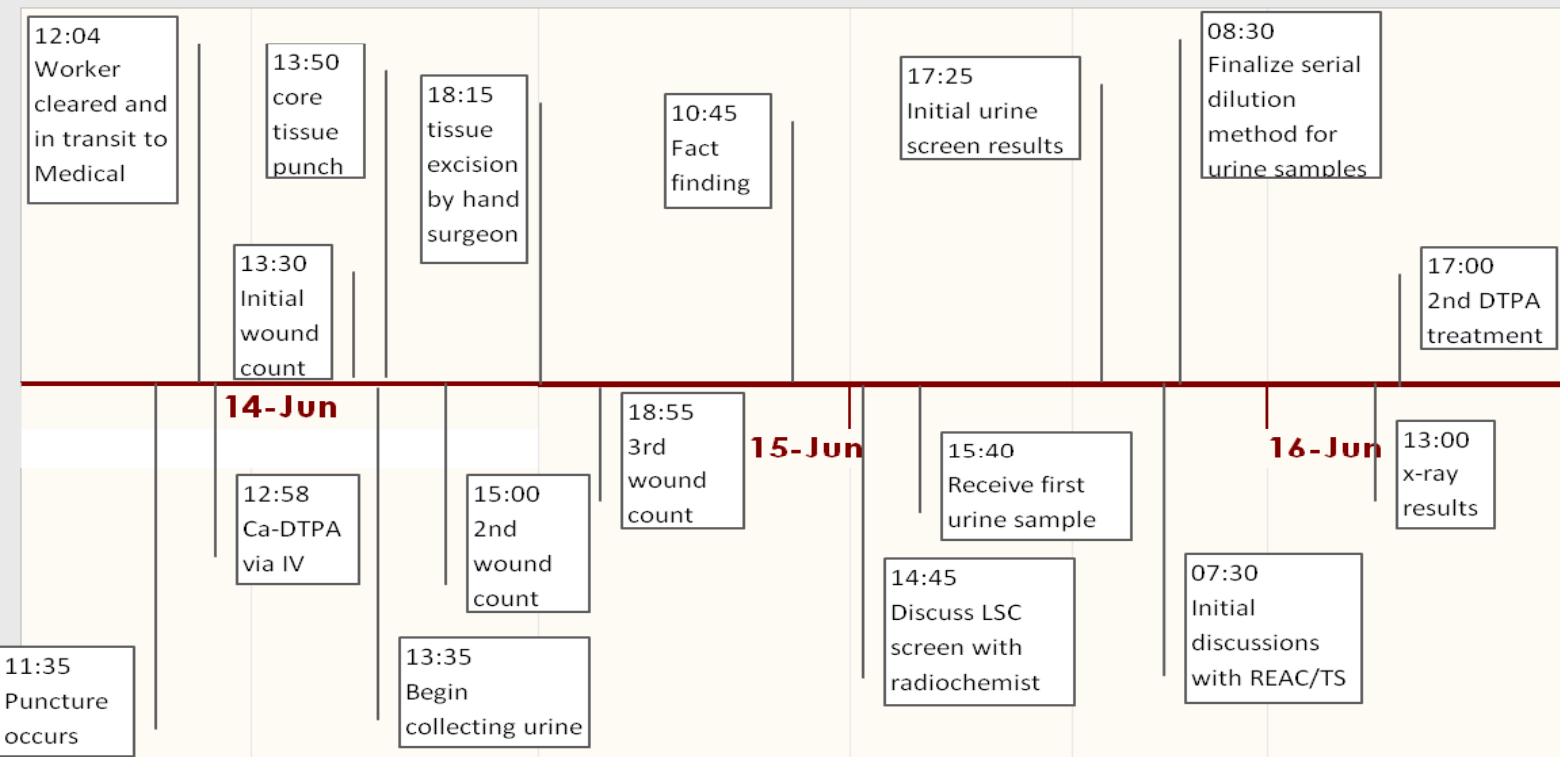 12:04
Worker
cleared and
in transit to
Medical
13:50
core
tissue
punch
18:15
tissue
excision
by hand
surgeon
10:45
Fact
finding
17:25
Initial urine
screen results
08:30
Finalize serial
dilution
method for
urine samples
13:30
Initial
wound
count
17:00
2nd DTPA
treatment
14-Jun
15-Jun
16-Jun
11:35
Puncture
occurs
12:58
Ca-DTPA
via IV
13:35
Begin
collecting urine
15:00
2nd
wound
count
18:55
3rd
wound
count
14:45
Discuss LSC
screen with
radiochemist
15:40
Receive first
urine sample
07:30
Initial
discussions
with REAC/TS
13:00
x-ray
results